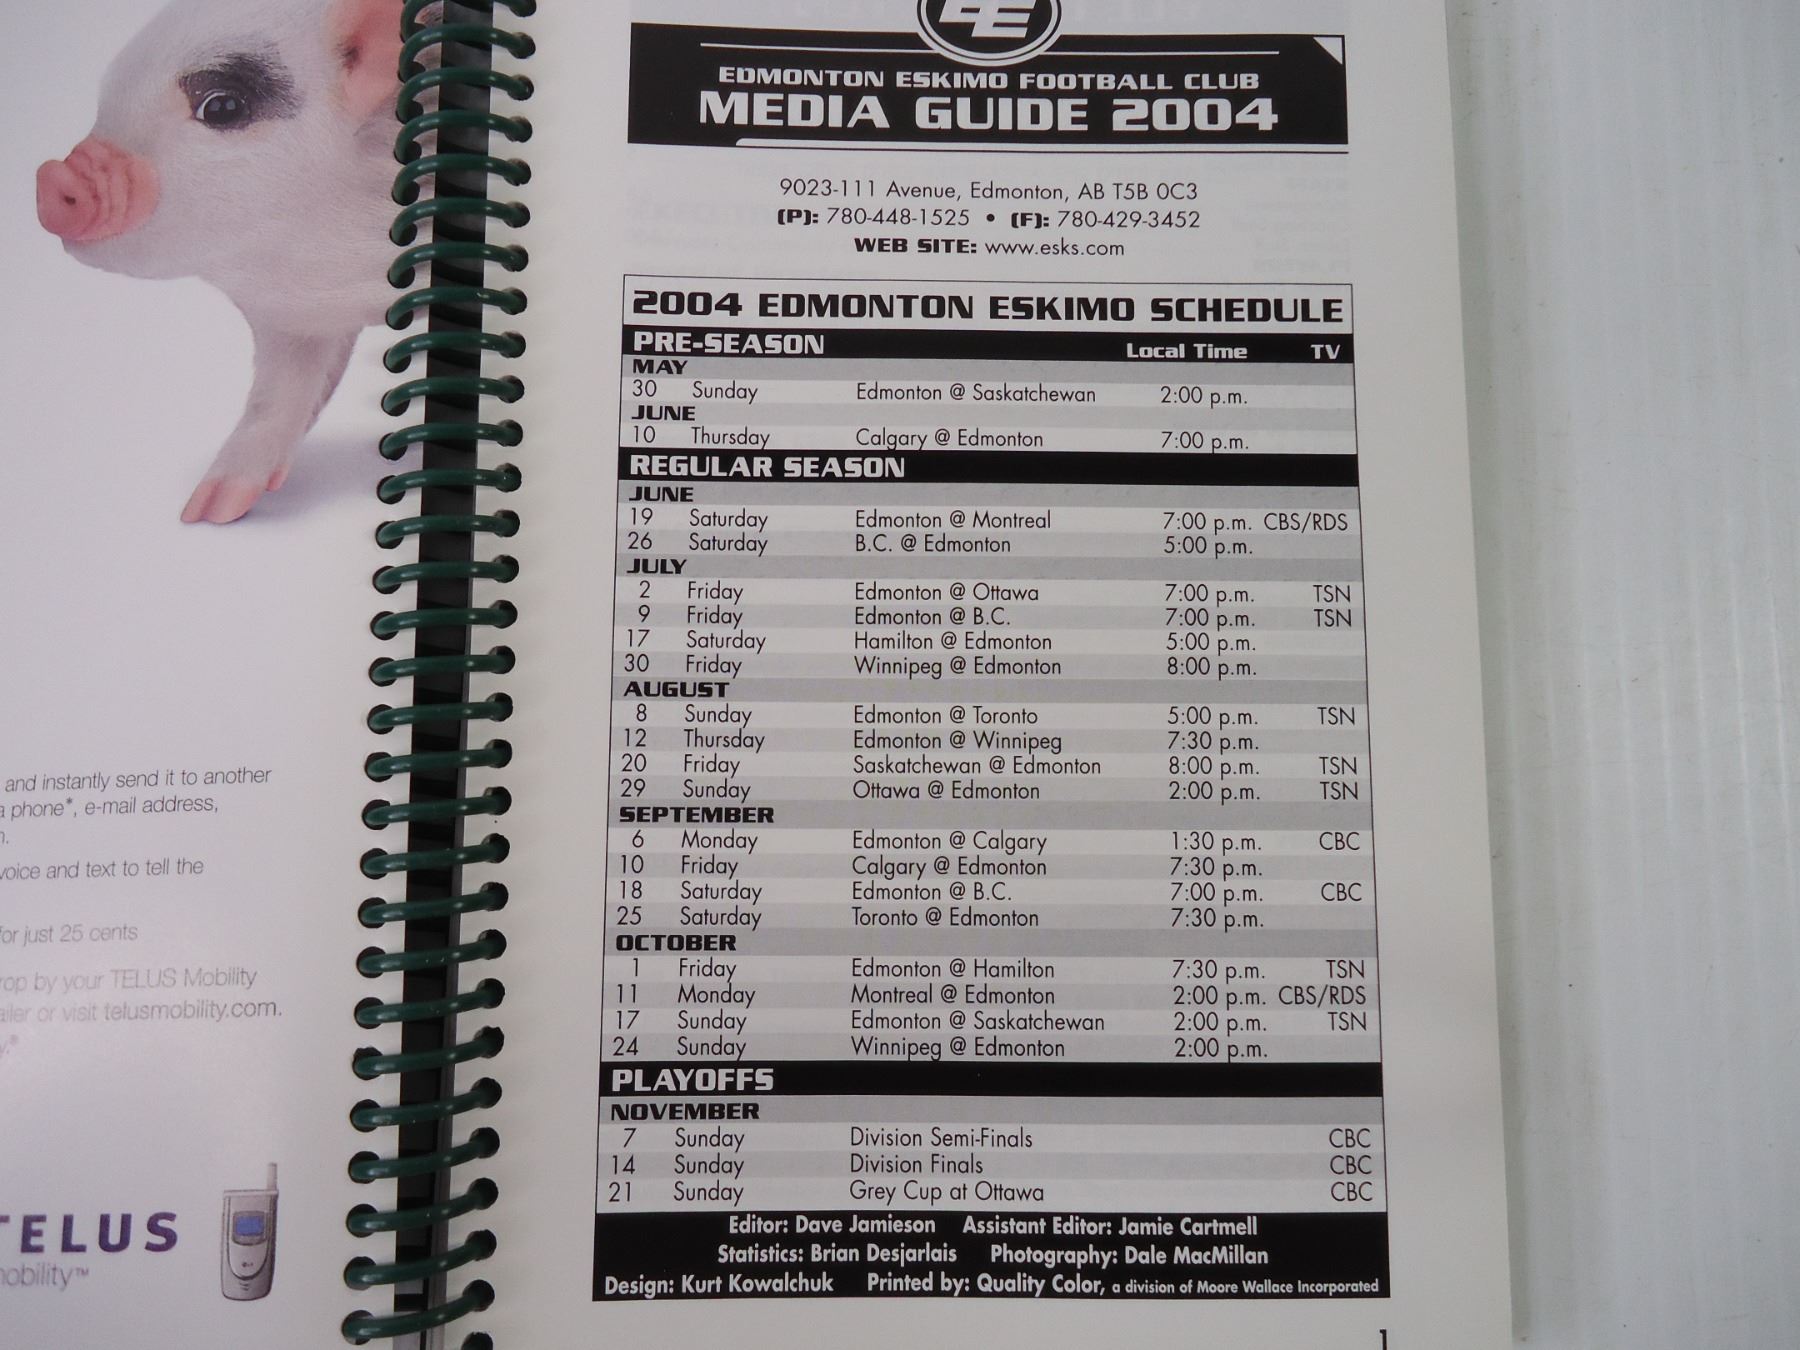 and instantly send it to another
a phone*, e-mail address,
voice and text to tell the
for just 25 cents
drop by your TELUS Mobility
or visit telusmobility.com.
TELUS
mobility™
EE
EDMONTON ESKIMO FOOTBALL CLUB
MEDIA GUIDE 2004
9023-111 Avenue, Edmonton, AB T5B 0C3
(P): 780-448-1525 • (F): 780-429-3452
WEB SITE: www.esks.com
2004 EDMONTON ESKIMO SCHEDULE
PRE-SEASON Local Time TV
MAY
30 Sunday Edmonton @ Saskatchewan 2:00 p.m.
JUNE
10 Thursday Calgary @ Edmonton 7:00 p.m.
REGULAR SEASON
JUNE
19 Saturday Edmonton @ Montreal 7:00 p.m. CBS/RDS
26 Saturday B.C. @ Edmonton 5:00 p.m.
JULY
2 Friday Edmonton @ Ottawa 7:00 p.m. TSN
9 Friday Edmonton @ B.C. 7:00 p.m. TSN
17 Saturday Hamilton @ Edmonton 5:00 p.m.
30 Friday Winnipeg @ Edmonton 8:00 p.m.
AUGUST
8 Sunday Edmonton @ Toronto 5:00 p.m. TSN
12 Thursday Edmonton @ Winnipeg 7:30 p.m.
20 Friday Saskatchewan @ Edmonton 8:00 p.m. TSN
29 Sunday Ottawa @ Edmonton 2:00 p.m. TSN
SEPTEMBER
6 Monday Edmonton @ Calgary 1:30 p.m. CBC
10 Friday Calgary @ Edmonton 7:30 p.m.
18 Saturday Edmonton @ B.C. 7:00 p.m. CBC
25 Saturday Toronto @ Edmonton 7:30 p.m.
OCTOBER
1 Friday Edmonton @ Hamilton 7:30 p.m. TSN
11 Monday Montreal @ Edmonton 2:00 p.m. CBS/RDS
17 Sunday Edmonton @ Saskatchewan 2:00 p.m. TSN
24 Sunday Winnipeg @ Edmonton 2:00 p.m.
PLAYOFFS
NOVEMBER
7 Sunday Division Semi-Finals CBC
14 Sunday Division Finals CBC
21 Sunday Grey Cup at Ottawa CBC
Editor: Dave Jamieson Assistant Editor: Jamie Cartmell
Statistics: Brian Desjarlais Photography: Dale MacMillan
Design: Kurt Kowalchuk Printed by: Quality Color, a division of Moore Wallace Incorporated
1